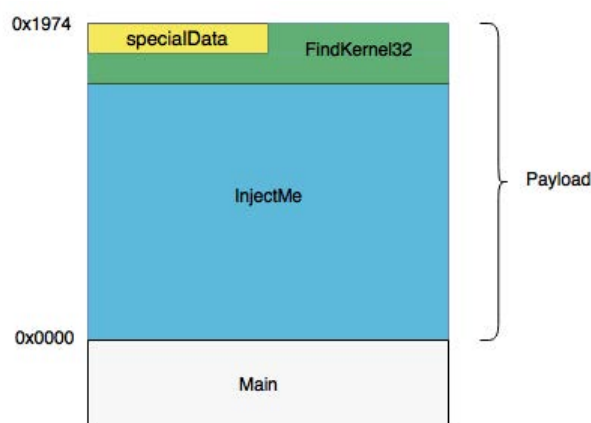 0x1974
specialData
FindKernel32
Payload
InjectMe
0x0000
Main